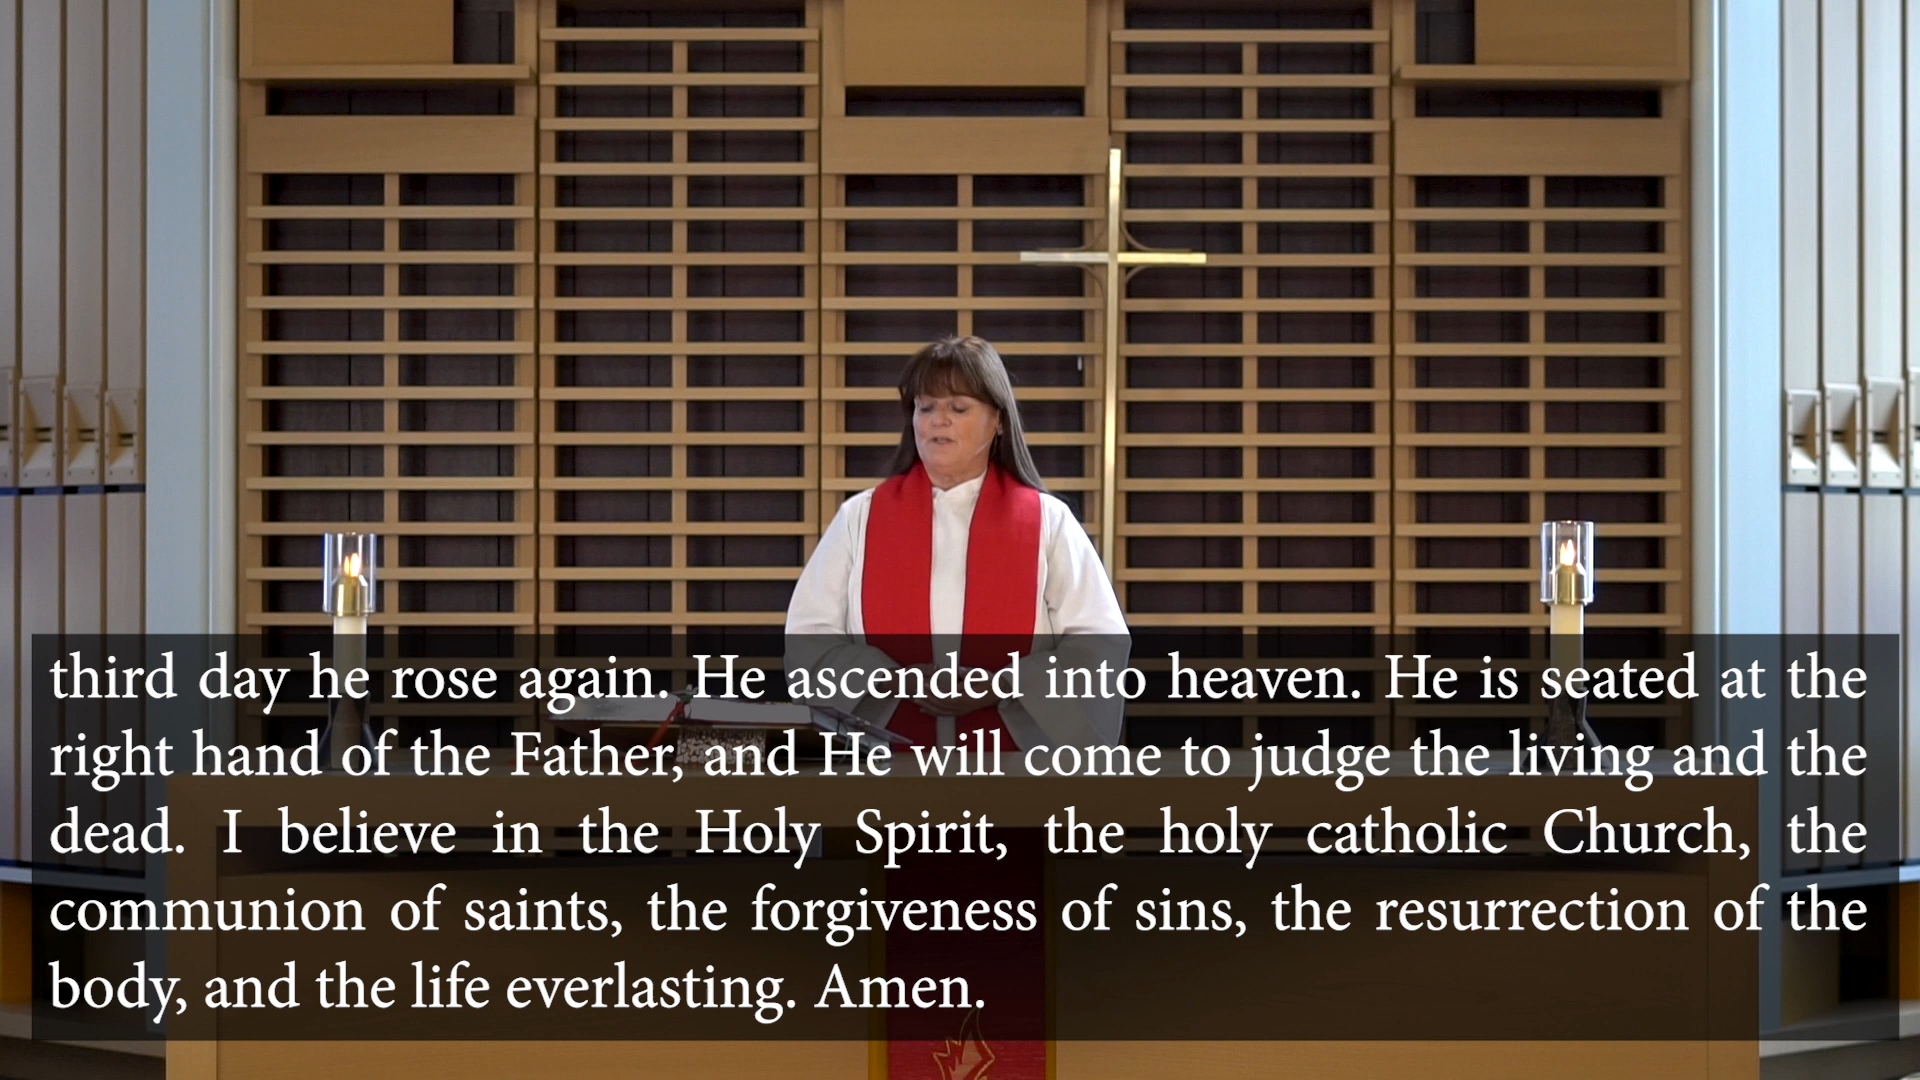 third day he rose again. He ascended into heaven. He is seated at the
right hand of the Father, and He will come to judge the living and the
dead. I believe in the Holy Spirit, the holy catholic Church, the
communion of saints, the forgiveness of sins, the resurrection of the
body, and the life everlasting. Amen.